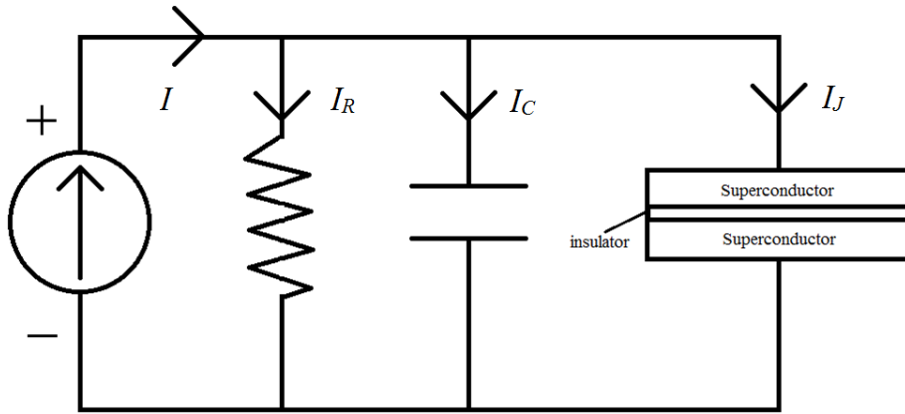 +
−
I
I_R
I_C
I_J
Superconductor
insulator
Superconductor